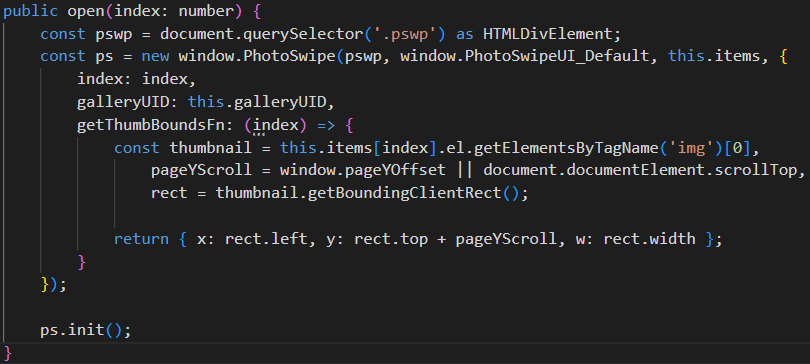 public open(index: number) {
    const pswp = document.querySelector('.pswp') as HTMLDivElement;
    const ps = new window.PhotoSwipe(pswp, window.PhotoSwipeUI_Default, this.items, {
        index: index,
        galleryUID: this.galleryUID,
        getThumbBoundsFn: (index) => {
            const thumbnail = this.items[index].el.getElementsByTagName('img')[0],
                pageYScroll = window.pageYOffset || document.documentElement.scrollTop,
                rect = thumbnail.getBoundingClientRect();

            return { x: rect.left, y: rect.top + pageYScroll, w: rect.width };
        }
    });

    ps.init();
}